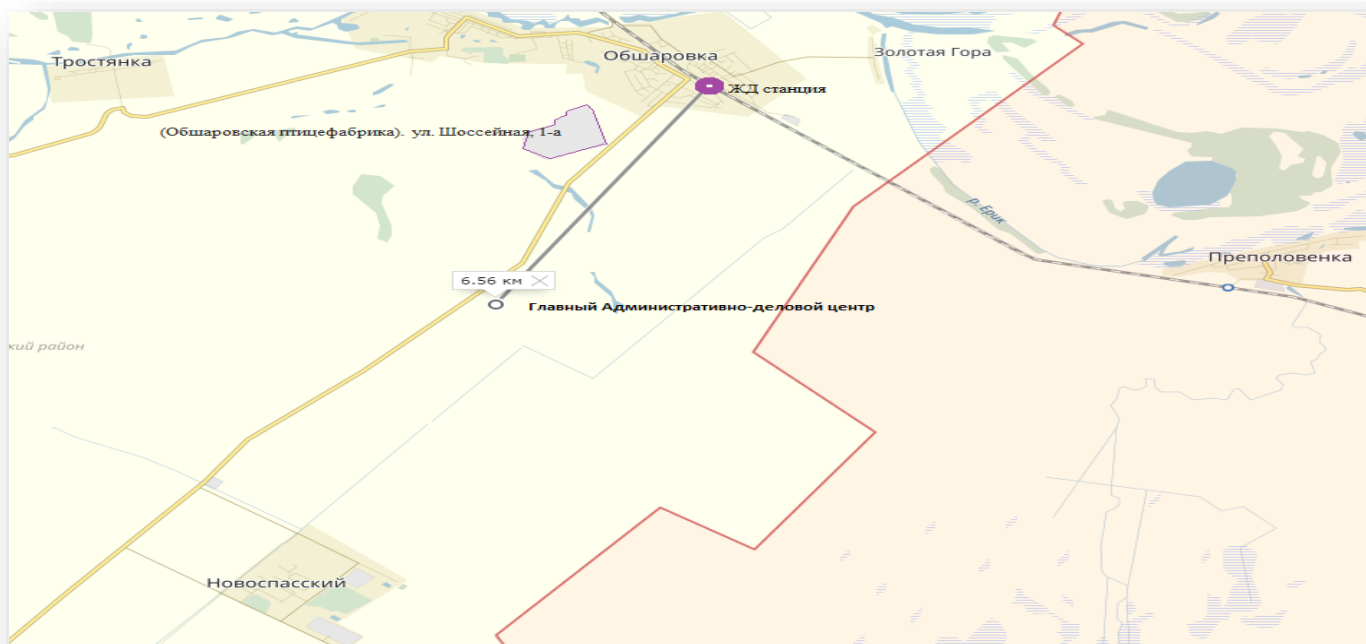 Обшаровка
Золотая Гора
Тростянка
ЖД станция
(Обшаровская птицефабрика). ул. Шоссейная, 1-а
р. Ерик
Преполовенка
6.56 км
Главный Административно-деловой центр
кий район
Новоспасский